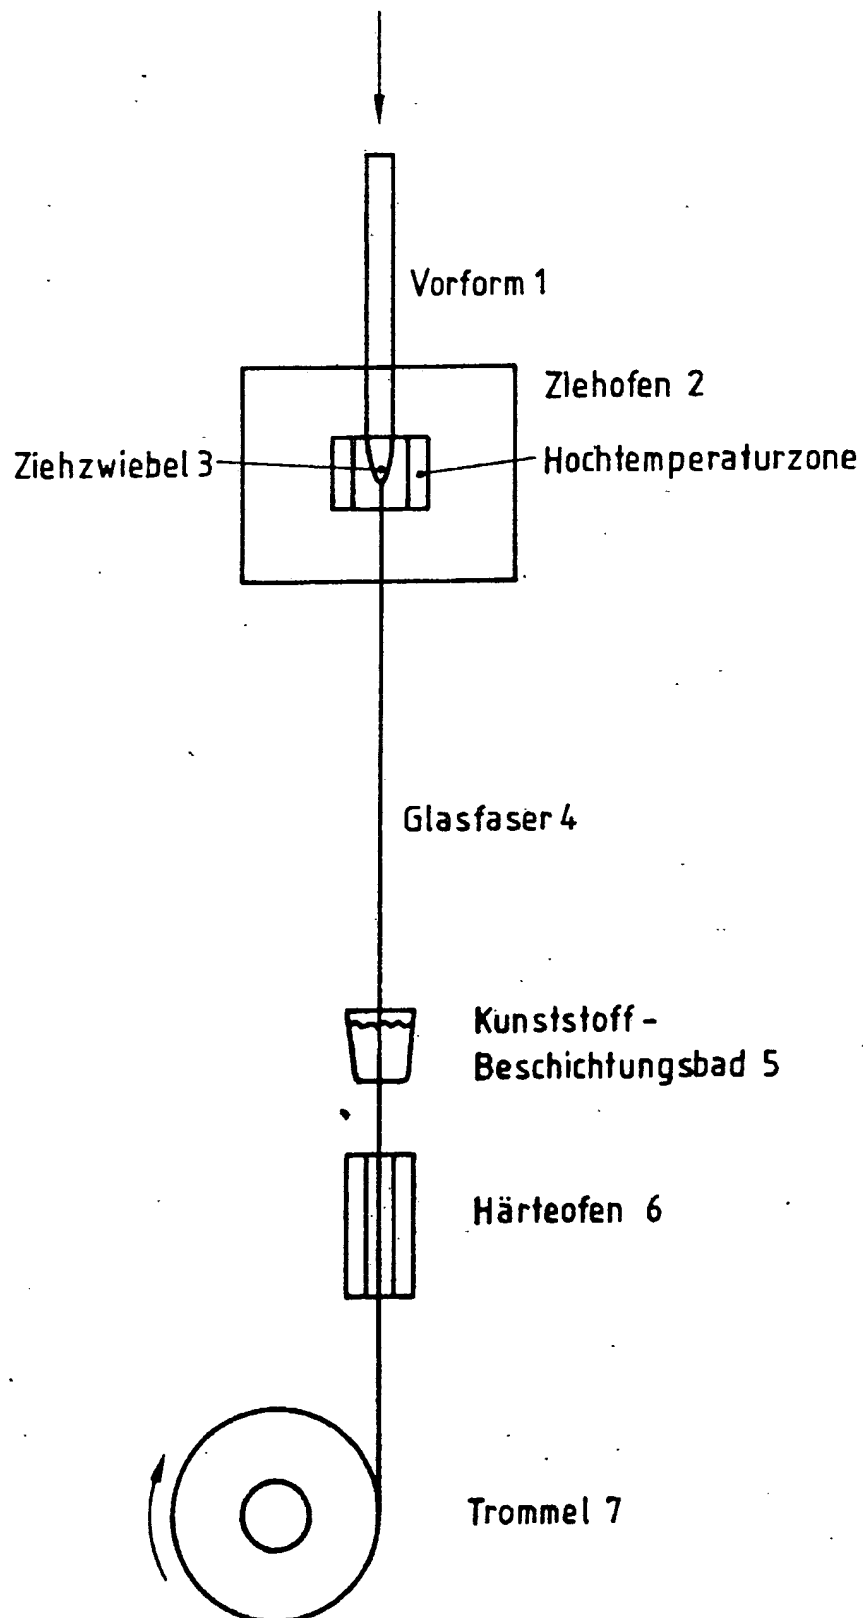 Vorform 1
Ziehofen 2
Ziehzwiebel 3
Hochtemperaturzone
Glasfaser 4
Kunststoff-
Beschichtungsbad 5
Härteofen 6
Trommel 7